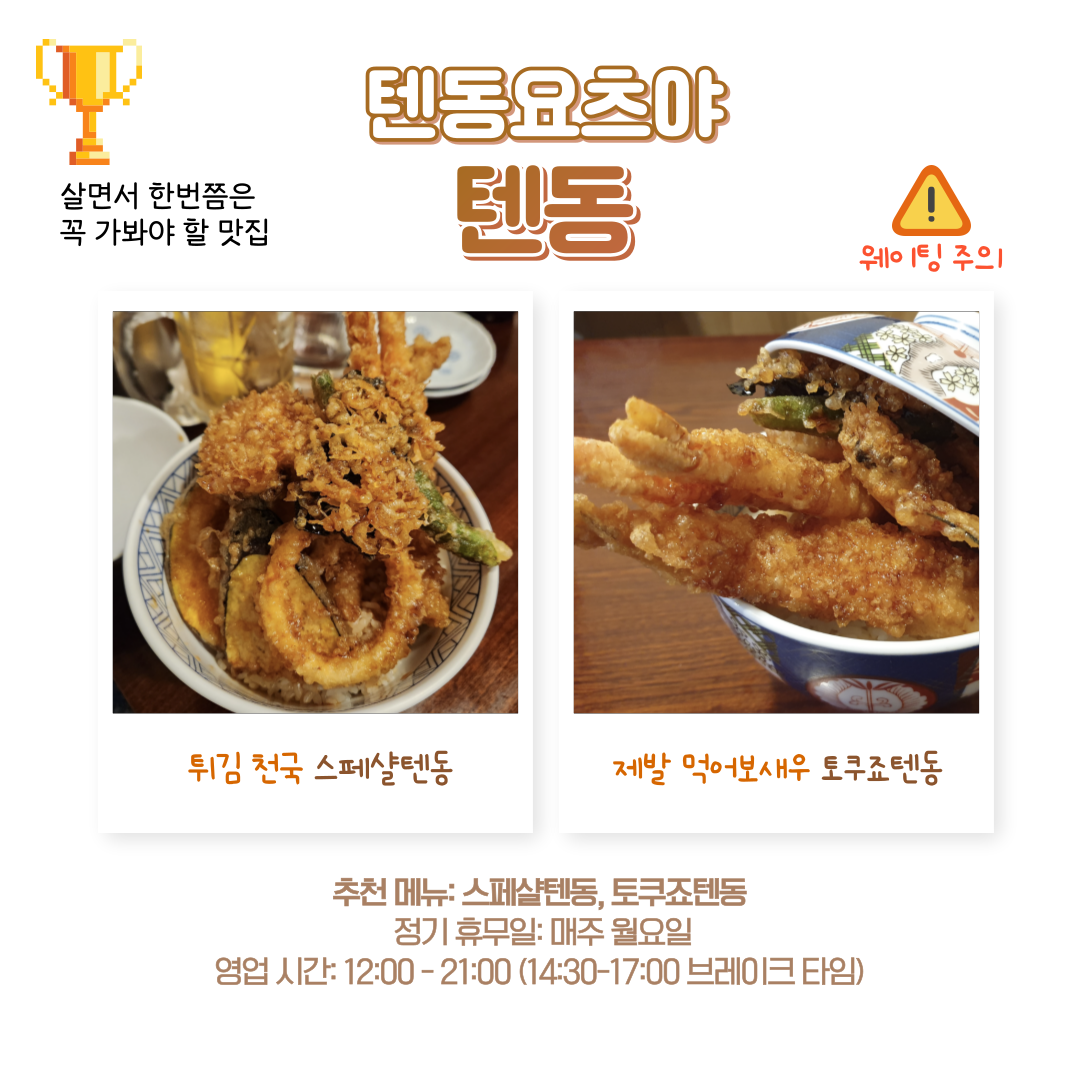 텐동요츠야
텐동
살면서 한번쯤은
꼭 가봐야 할 맛집
웨이팅 주의
튀김 천국 스페샬텐동
제발 먹어보새우 토쿠죠텐동
추천 메뉴: 스페샬텐동, 토쿠죠텐동
정기 휴무일: 매주 월요일
영업 시간: 12:00 - 21:00 (14:30-17:00 브레이크 타임)